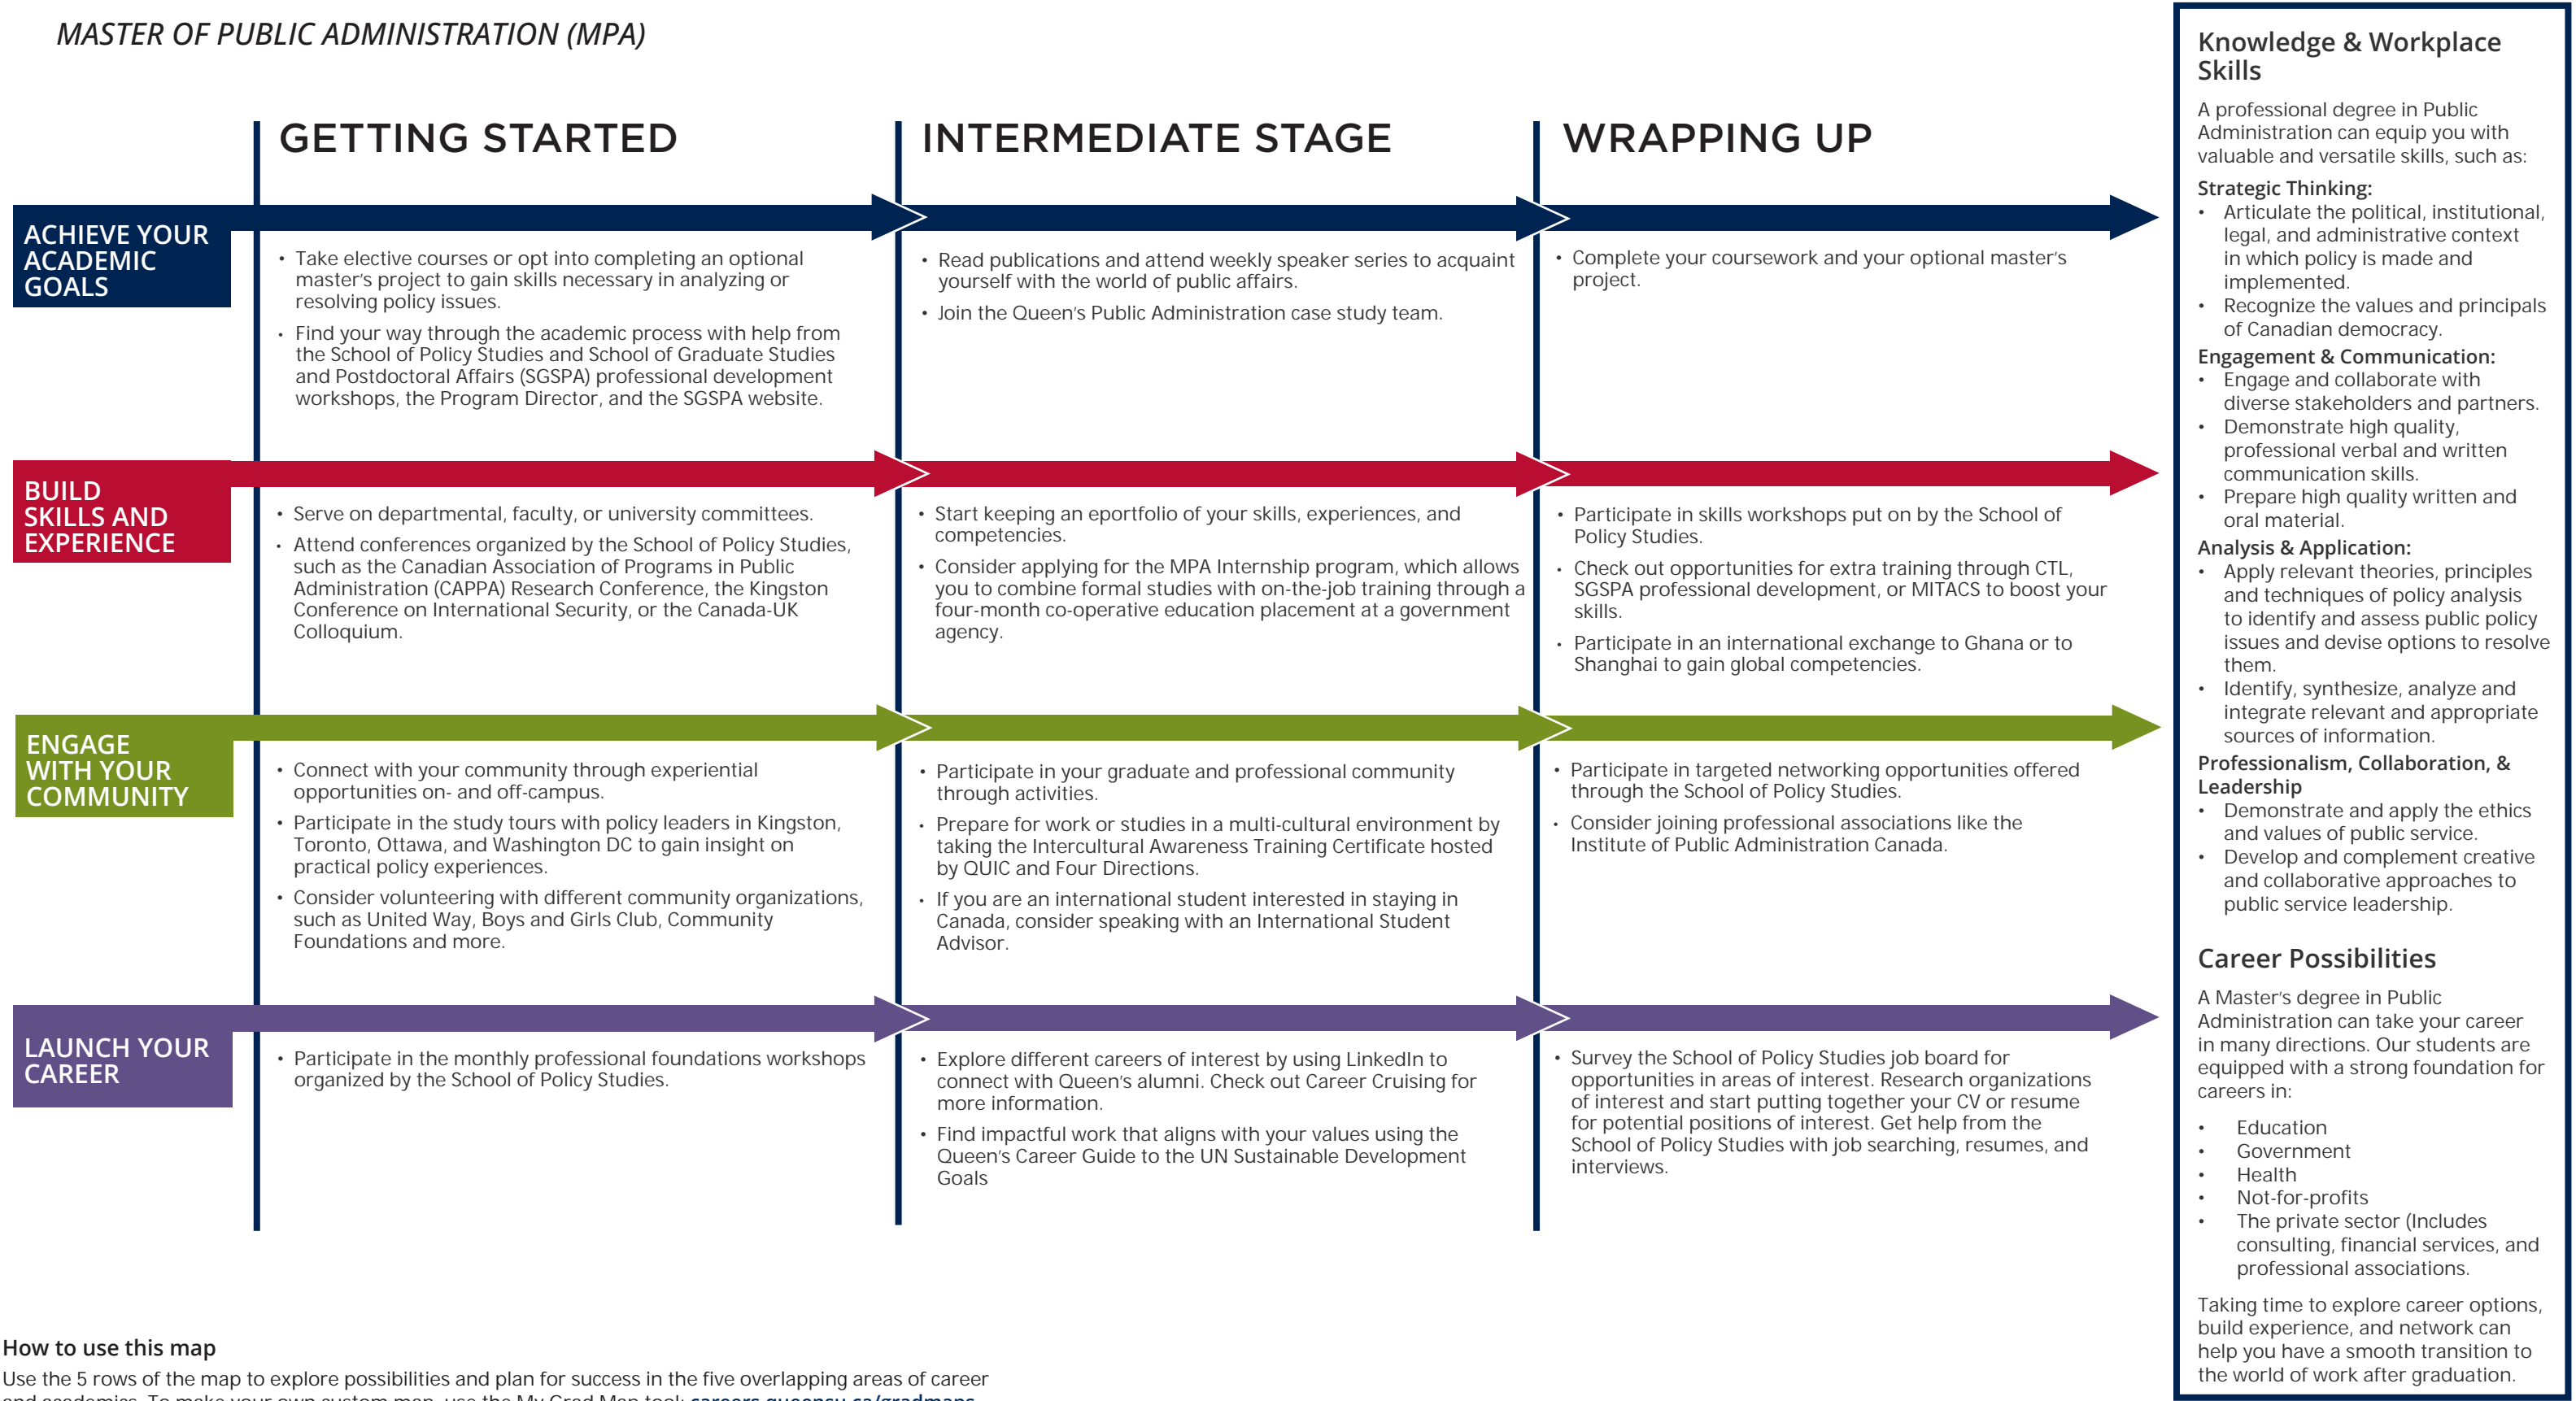 MASTER OF PUBLIC ADMINISTRATION (MPA)
GETTING STARTED
INTERMEDIATE STAGE
WRAPPING UP
ACHIEVE YOUR
ACADEMIC
GOALS
• Take elective courses or opt into completing an optional
master's project to gain skills necessary in analyzing or
resolving policy issues.
• Find your way through the academic process with help from
the School of Policy Studies and School of Graduate Studies
and Postdoctoral Affairs (SGSPA) professional development
workshops, the Program Director, and the SGSPA website.
• Read publications and attend weekly speaker series to acquaint
yourself with the world of public affairs.
• Join the Queen's Public Administration case study team.
• Complete your coursework and your optional master's
project.
BUILD
SKILLS AND
EXPERIENCE
• Serve on departmental, faculty, or university committees.
• Attend conferences organized by the School of Policy Studies,
such as the Canadian Association of Programs in Public
Administration (CAPPA) Research Conference, the Kingston
Conference on International Security, or the Canada-UK
Colloquium.
• Start keeping an eportfolio of your skills, experiences, and
competencies.
• Consider applying for the MPA Internship program, which allows
you to combine formal studies with on-the-job training through a
four-month co-operative education placement at a government
agency.
• Participate in skills workshops put on by the School of
Policy Studies.
• Check out opportunities for extra training through CTL,
SGSPA professional development, or MITACS to boost your
skills.
• Participate in an international exchange to Ghana or to
Shanghai to gain global competencies.
ENGAGE
WITH YOUR
COMMUNITY
• Connect with your community through experiential
opportunities on- and off-campus.
• Participate in the study tours with policy leaders in Kingston,
Toronto, Ottawa, and Washington DC to gain insight on
practical policy experiences.
• Consider volunteering with different community organizations,
such as United Way, Boys and Girls Club, Community
Foundations and more.
• Participate in your graduate and professional community
through activities.
• Prepare for work or studies in a multi-cultural environment by
taking the Intercultural Awareness Training Certificate hosted
by QUIC and Four Directions.
• If you are an international student interested in staying in
Canada, consider speaking with an International Student
Advisor.
• Participate in targeted networking opportunities offered
through the School of Policy Studies.
• Consider joining professional associations like the
Institute of Public Administration Canada.
LAUNCH YOUR
CAREER
• Participate in the monthly professional foundations workshops
organized by the School of Policy Studies.
• Explore different careers of interest by using LinkedIn to
connect with Queen's alumni. Check out Career Cruising for
more information.
• Find impactful work that aligns with your values using the
Queen's Career Guide to the UN Sustainable Development
Goals
• Survey the School of Policy Studies job board for
opportunities in areas of interest. Research organizations
of interest and start putting together your CV or resume
for potential positions of interest. Get help from the
School of Policy Studies with job searching, resumes, and
interviews.
How to use this map
Use the 5 rows of the map to explore possibilities and plan for success in the five overlapping areas of career
and academics. To make your own custom map, use the My Grad Map tool: careers.queensu.ca/gradmaps
Knowledge & Workplace
Skills
A professional degree in Public
Administration can equip you with
valuable and versatile skills, such as:
Strategic Thinking:
• Articulate the political, institutional,
legal, and administrative context
in which policy is made and
implemented.
• Recognize the values and principals
of Canadian democracy.
Engagement & Communication:
• Engage and collaborate with
diverse stakeholders and partners.
• Demonstrate high quality,
professional verbal and written
communication skills.
• Prepare high quality written and
oral material.
Analysis & Application:
• Apply relevant theories, principles
and techniques of policy analysis
to identify and assess public policy
issues and devise options to resolve
them.
• Identify, synthesize, analyze and
integrate relevant and appropriate
sources of information.
Professionalism, Collaboration, &
Leadership
• Demonstrate and apply the ethics
and values of public service.
• Develop and complement creative
and collaborative approaches to
public service leadership.
Career Possibilities
A Master's degree in Public
Administration can take your career
in many directions. Our students are
equipped with a strong foundation for
careers in:
• Education
• Government
• Health
• Not-for-profits
• The private sector (Includes
consulting, financial services, and
professional associations.
Taking time to explore career options,
build experience, and network can
help you have a smooth transition to
the world of work after graduation.